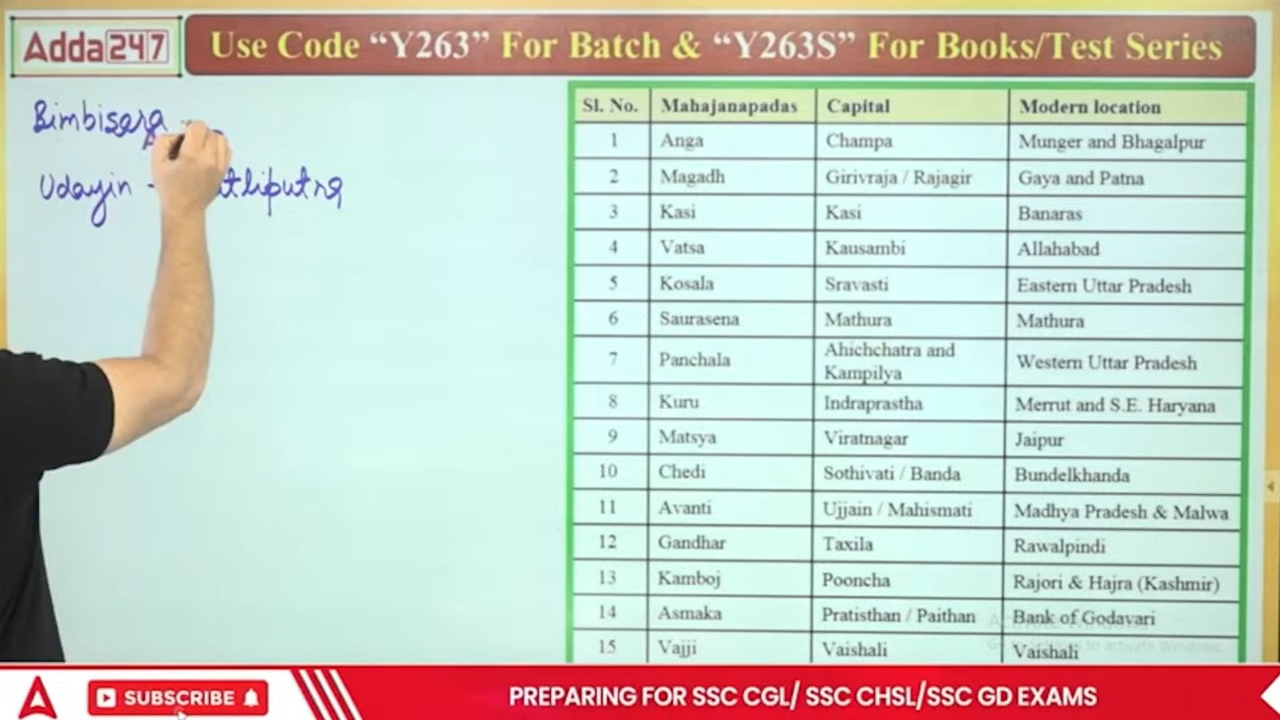 Adda247
Use Code “Y263” For Batch & “Y263S” For Books/Test Series
Bimbisara
Udayin -
Sl. No. Mahajanapadas Capital Modern location
1 Anga Champa Munger and Bhagalpur
2 Magadh Girivraja / Rajagir Gaya and Patna
3 Kasi Kasi Banaras
4 Vatsa Kausambi Allahabad
5 Kosala Sravasti Eastern Uttar Pradesh
6 Saurasena Mathura Mathura
7 Panchala Ahichchatra and Kampilya Western Uttar Pradesh
8 Kuru Indraprastha Merrut and S.E. Haryana
9 Matsya Viratnagar Jaipur
10 Chedi Sothivati / Banda Bundelkhanda
11 Avanti Ujjain / Mahismati Madhya Pradesh & Malwa
12 Gandhar Taxila Rawalpindi
13 Kamboj Pooncha Rajori & Hajra (Kashmir)
14 Asmaka Pratisthan / Paithan Bank of Godavari
15 Vajji Vaishali Vaishali
SUBSCRIBE
PREPARING FOR SSC CGL/ SSC CHSL/SSC GD EXAMS